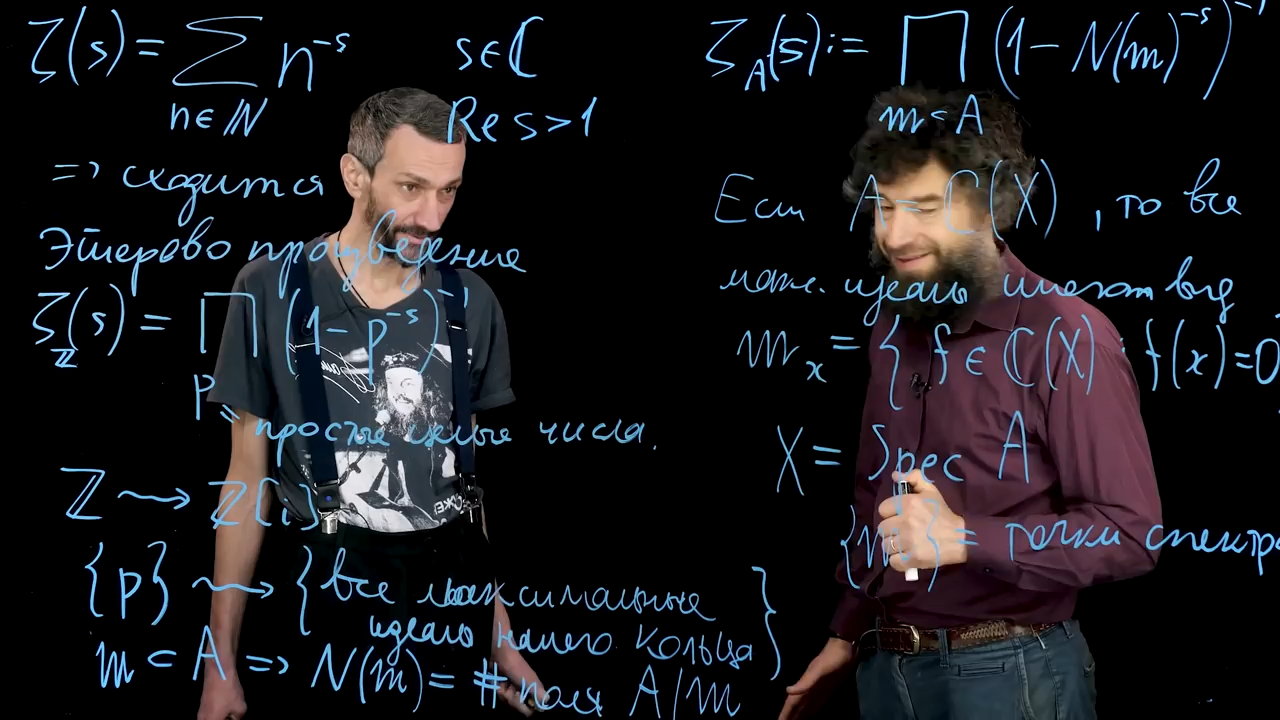 ζ(s) = ∑ n^{-s}    s∈ℂ
n∈ℕ    Re s>1
=> сходится
Эйлерово произведение
ζ_ℤ(s) = ∏ (1 - p^{-s})^{-1}
p = простые целые числа.
ℤ ⇝ ℤ[i]
{p} ⇝ {все максимальные
идеалы нашего кольца}
m ⊂ A => N(m) = # поля A/m
ζ_A(s) := ∏ (1 - N(m)^{-s})^{-1}
m ⊂ A
Если A = C(X), то все
макс. идеалы имеют вид
m_x = { f ∈ C(X) : f(x)=0
X = Spec A
{m} = точки спектра